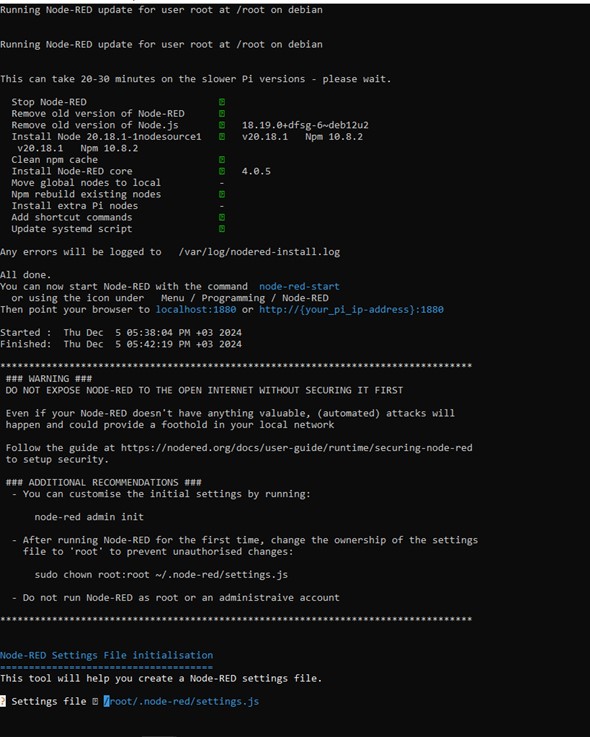 Running Node-RED update for user root at /root on debian
Running Node-RED update for user root at /root on debian
This can take 20-30 minutes on the slower Pi versions - please wait.
  Stop Node-RED
  Remove old version of Node-RED
  Remove old version of Node.js          18.19.0+dfsg-6~deb12u2
  Install Node 20.18.1-1nodesource1      v20.18.1   Npm 10.8.2
   v20.18.1   Npm 10.8.2
  Clean npm cache
  Install Node-RED core                  4.0.5
  Move global nodes to local            -
  Npm rebuild existing nodes
  Install extra Pi nodes                -
  Add shortcut commands
  Update systemd script
Any errors will be logged to   /var/log/nodered-install.log
All done.
You can now start Node-RED with the command  node-red-start
  or using the icon under   Menu / Programming / Node-RED
Then point your browser to localhost:1880 or http://{your_pi_ip-address}:1880
Started :  Thu Dec  5 05:38:04 PM +03 2024
Finished:  Thu Dec  5 05:42:19 PM +03 2024
**********************************************************************************
 ### WARNING ###
 DO NOT EXPOSE NODE-RED TO THE OPEN INTERNET WITHOUT SECURING IT FIRST
 Even if your Node-RED doesn't have anything valuable, (automated) attacks will
 happen and could provide a foothold in your local network
 Follow the guide at https://nodered.org/docs/user-guide/runtime/securing-node-red
 to setup security.
 ### ADDITIONAL RECOMMENDATIONS ###
  - You can customise the initial settings by running:
      node-red admin init
  - After running Node-RED for the first time, change the ownership of the settings
    file to 'root' to prevent unauthorised changes:
      sudo chown root:root ~/.node-red/settings.js
  - Do not run Node-RED as root or an administraive account
**********************************************************************************
Node-RED Settings File initialisation
=====================================
This tool will help you create a Node-RED settings file.
? Settings file /root/.node-red/settings.js